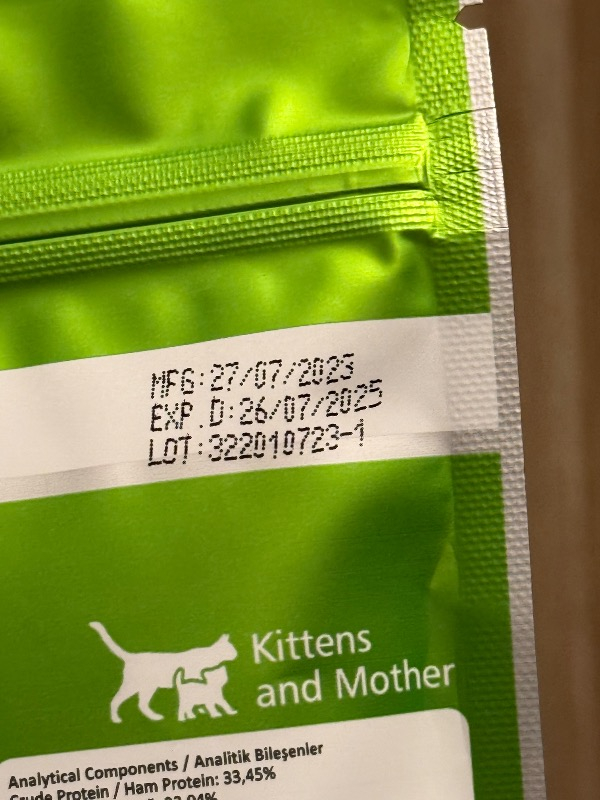 MFG:27/07/2023
EXP.D:26/07/2025
LOT:322010723-1
Kittens
and Mother
Analytical Components / Analitik Bileşenler
Crude Protein / Ham Protein: 33,45%